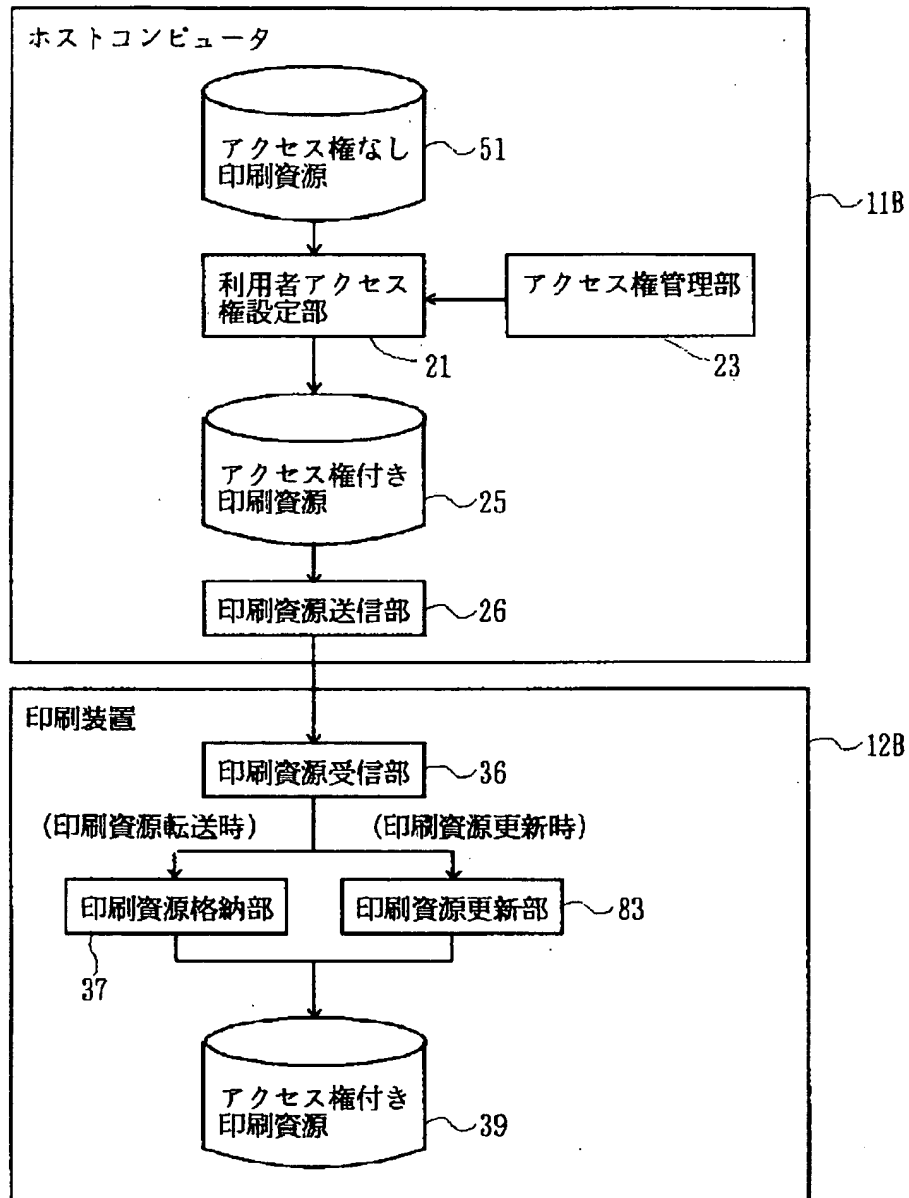 ホストコンピュータ
アクセス権なし
印刷資源
51
11B
利用者アクセス
権設定部
アクセス権管理部
21
23
アクセス権付き
印刷資源
25
印刷資源送信部
26
印刷装置
12B
印刷資源受信部
36
(印刷資源転送時)
(印刷資源更新時)
印刷資源格納部
印刷資源更新部
83
37
アクセス権付き
印刷資源
39